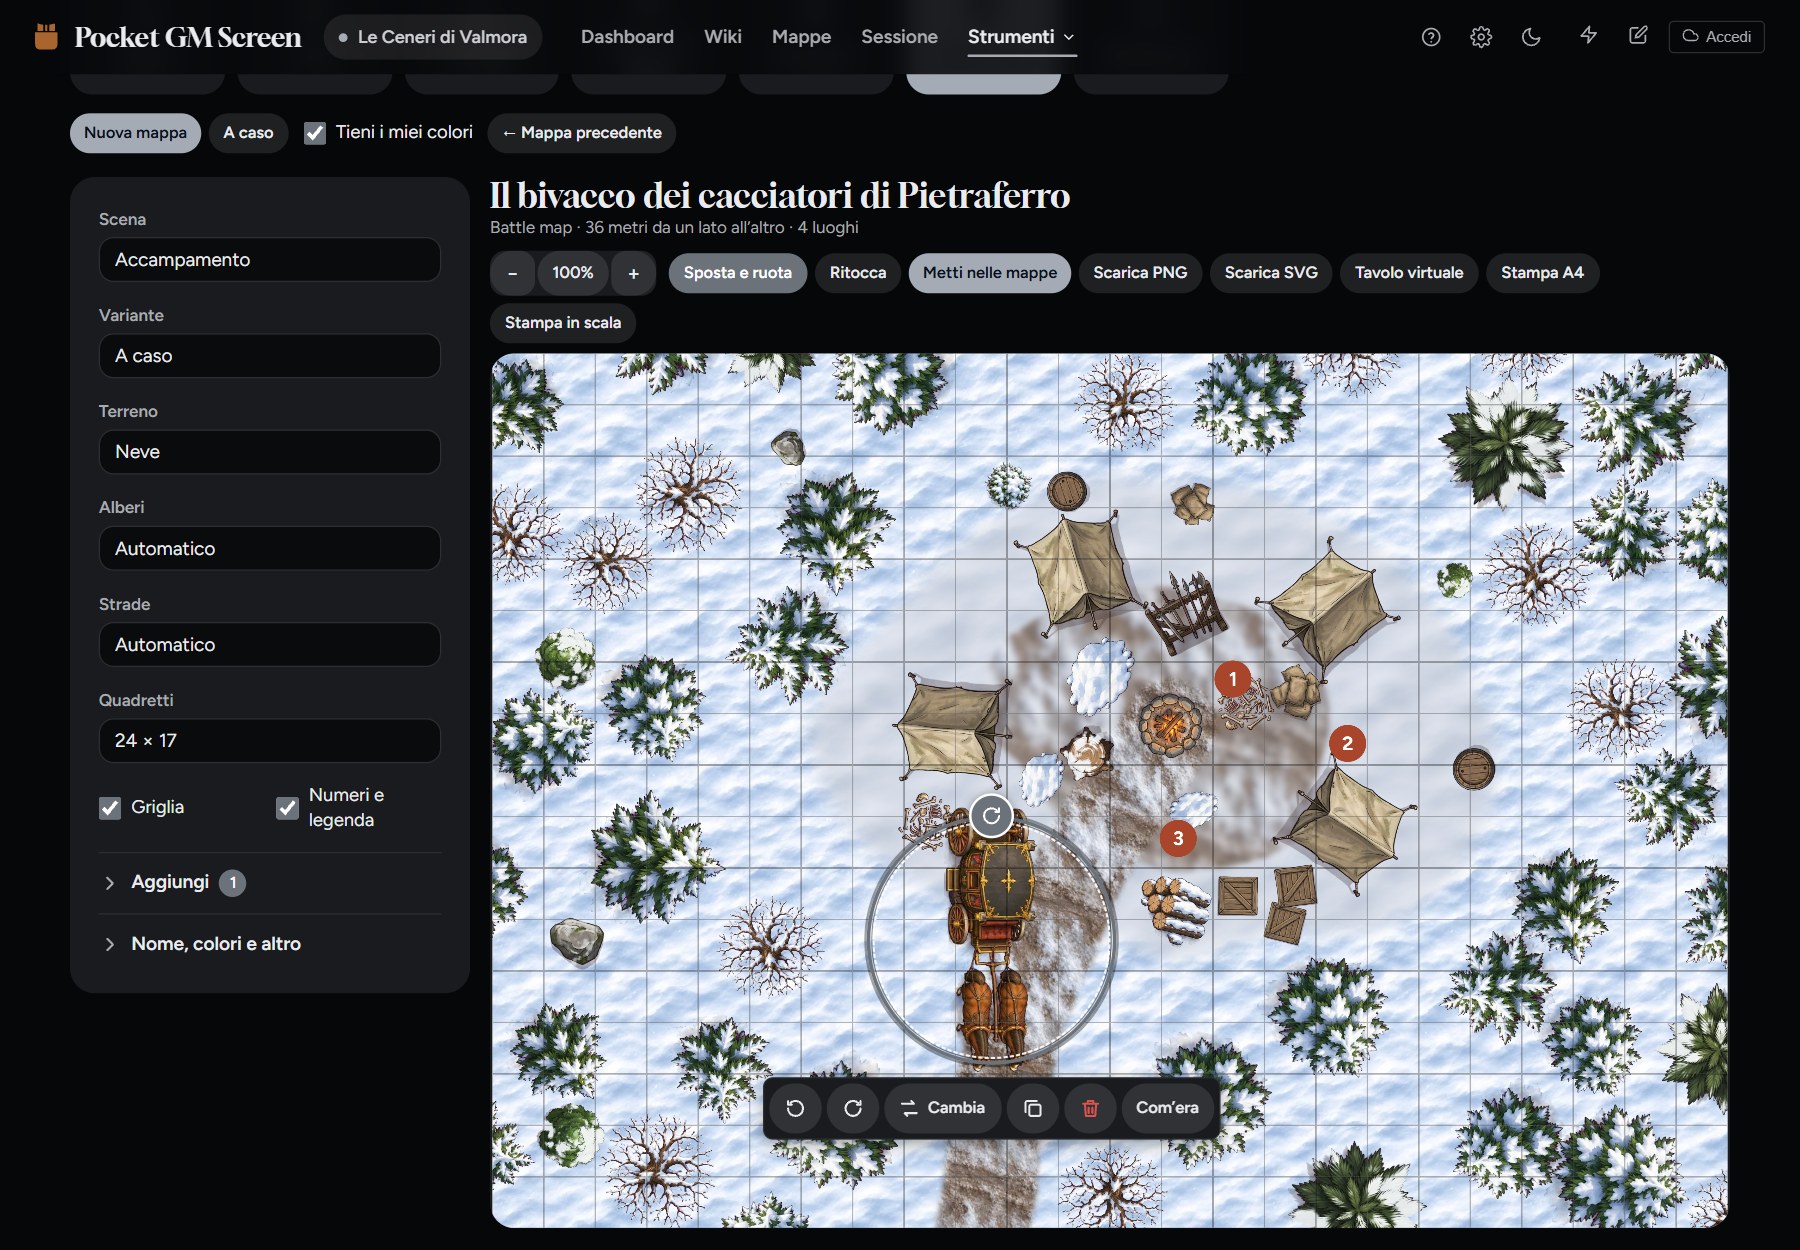 Pocket GM Screen
Le Ceneri di Valmora
Dashboard
Wiki
Mappe
Sessione
Strumenti
Accedi
Nuova mappa
A caso
Tieni i miei colori
← Mappa precedente
Scena
Accampamento
Variante
A caso
Terreno
Neve
Alberi
Automatico
Strade
Automatico
Quadretti
24 × 17
Griglia
Numeri e
legenda
Aggiungi 1
Nome, colori e altro
Il bivacco dei cacciatori di Pietraferro
Battle map · 36 metri da un lato all’altro · 4 luoghi
− 100% +
Sposta e ruota
Ritocca
Metti nelle mappe
Scarica PNG
Scarica SVG
Tavolo virtuale
Stampa A4
Stampa in scala
1
2
3
Cambia
Com’era